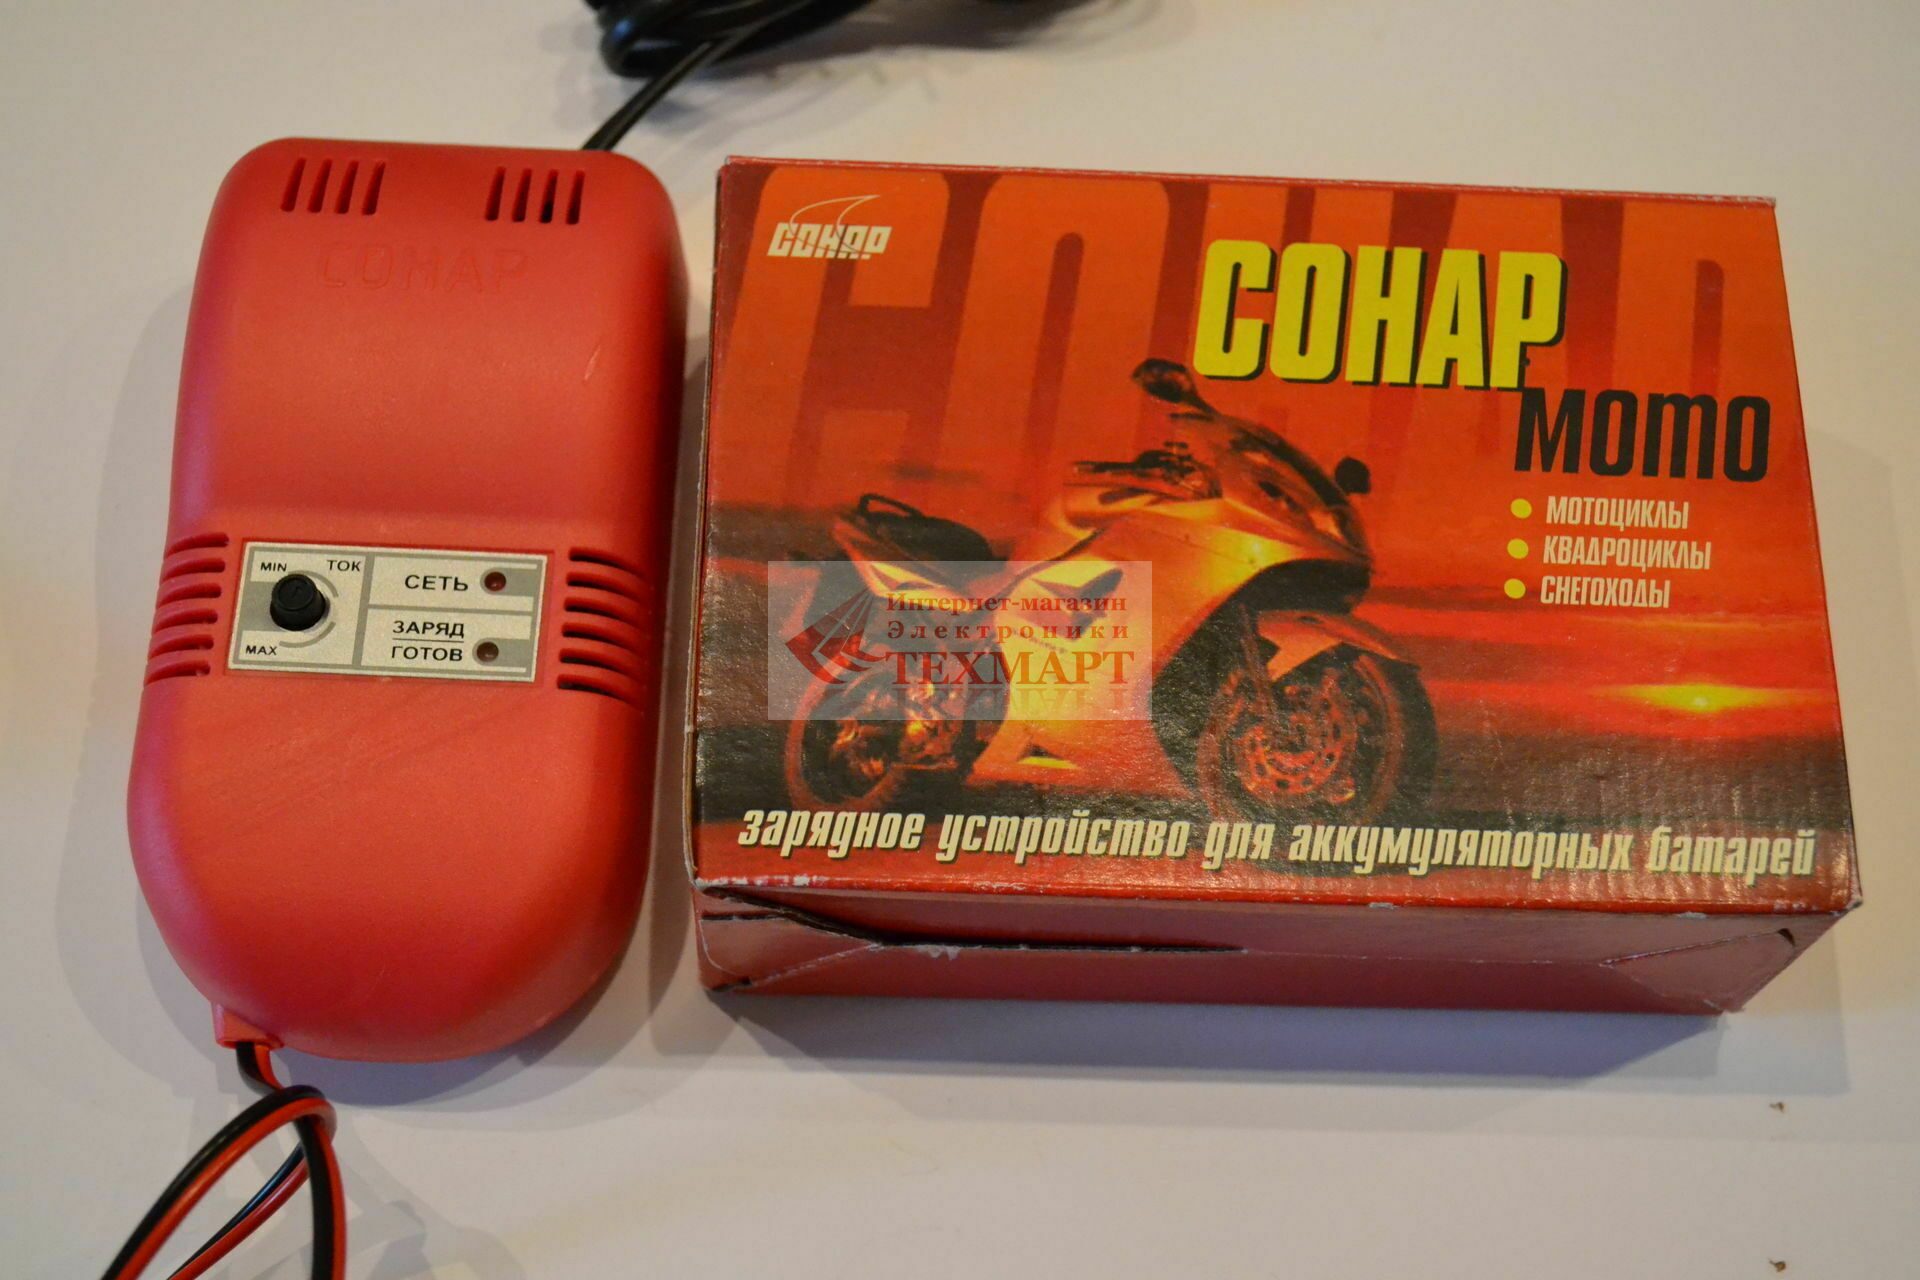 СОНАР
MIN ТОК
MAX
СЕТЬ
ЗАРЯД
ГОТОВ
СОНАР
СОНАР
СОНАР
мото
• МОТОЦИКЛЫ
• КВАДРОЦИКЛЫ
• СНЕГОХОДЫ
Интернет-магазин
Электроники
ТЕХМАРТ
зарядное устройство для аккумуляторных батарей